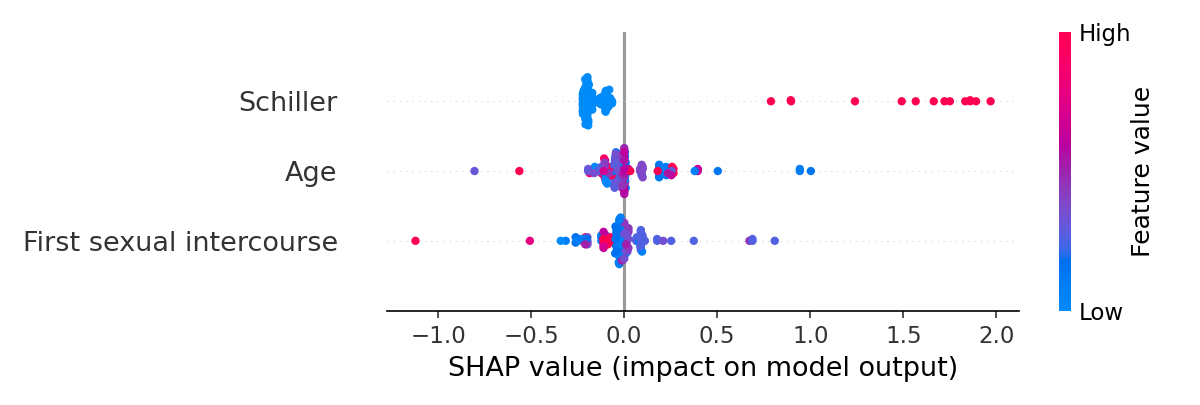 High
Schiller
Age
First sexual intercourse
Feature value
Low
−1.0 −0.5 0.0 0.5 1.0 1.5 2.0
SHAP value (impact on model output)